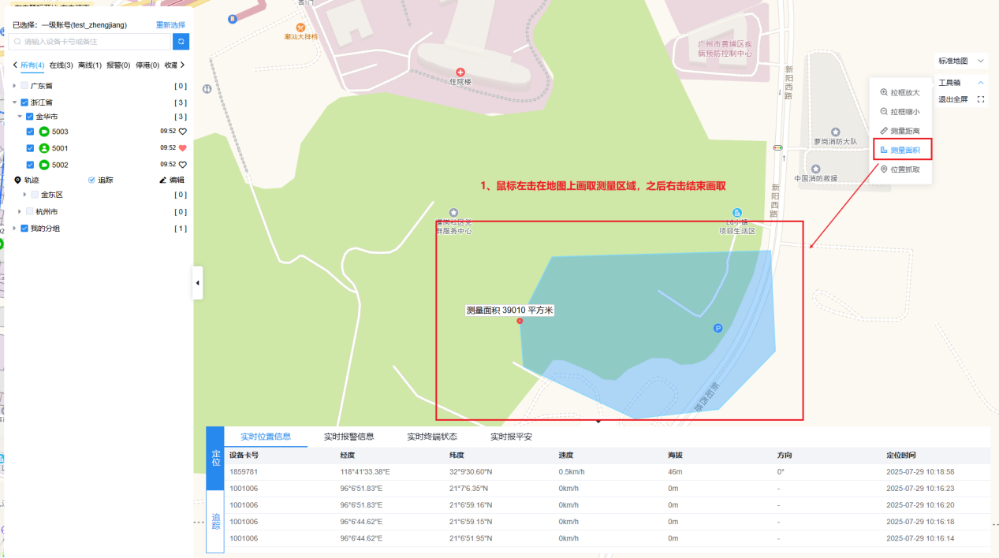 已选择：一级账号(test_zhengjiang)
重新选择
请输入设备卡号或备注
所有(4) 在线(3) 离线(1) 报警(0) 停港(0) 收藏
广东省 [ 0 ]
浙江省 [ 3 ]
金华市 [ 3 ]
5003 09:52
5001 09:52
5002 09:52
轨迹 追踪 编辑
金东区 [ 0 ]
杭州市 [ 0 ]
我的分组 [ 1 ]
潮汕大排档
住院楼
广州市黄埔区疾
病预防控制中心
新阳西路
萝岗消防大队
中国消防救援
新阳西路
标准地图
工具箱
退出全屏
拉框放大
拉框缩小
测量距离
测量面积
位置抓取
1、鼠标左击在地图上画取测量区域，之后右击结束画取
群服务中心
项目生活区
测量面积 39010 平方米
P
新阳西路
定位
追踪
实时位置信息 实时报警信息 实时终端状态 实时报平安
设备卡号 经度 纬度 速度 海拔 方向 定位时间
1859781 118°41'33.38"E 32°9'30.60"N 0.5km/h 46m 0° 2025-07-29 10:18:58
1001006 96°6'51.83"E 21°7'6.35"N 0km/h 0m - 2025-07-29 10:16:23
1001006 96°6'51.83"E 21°6'59.16"N 0km/h 0m - 2025-07-29 10:16:20
1001006 96°6'44.62"E 21°6'59.15"N 0km/h 0m - 2025-07-29 10:16:18
1001006 96°6'44.62"E 21°6'51.95"N 0km/h 0m - 2025-07-29 10:16:14